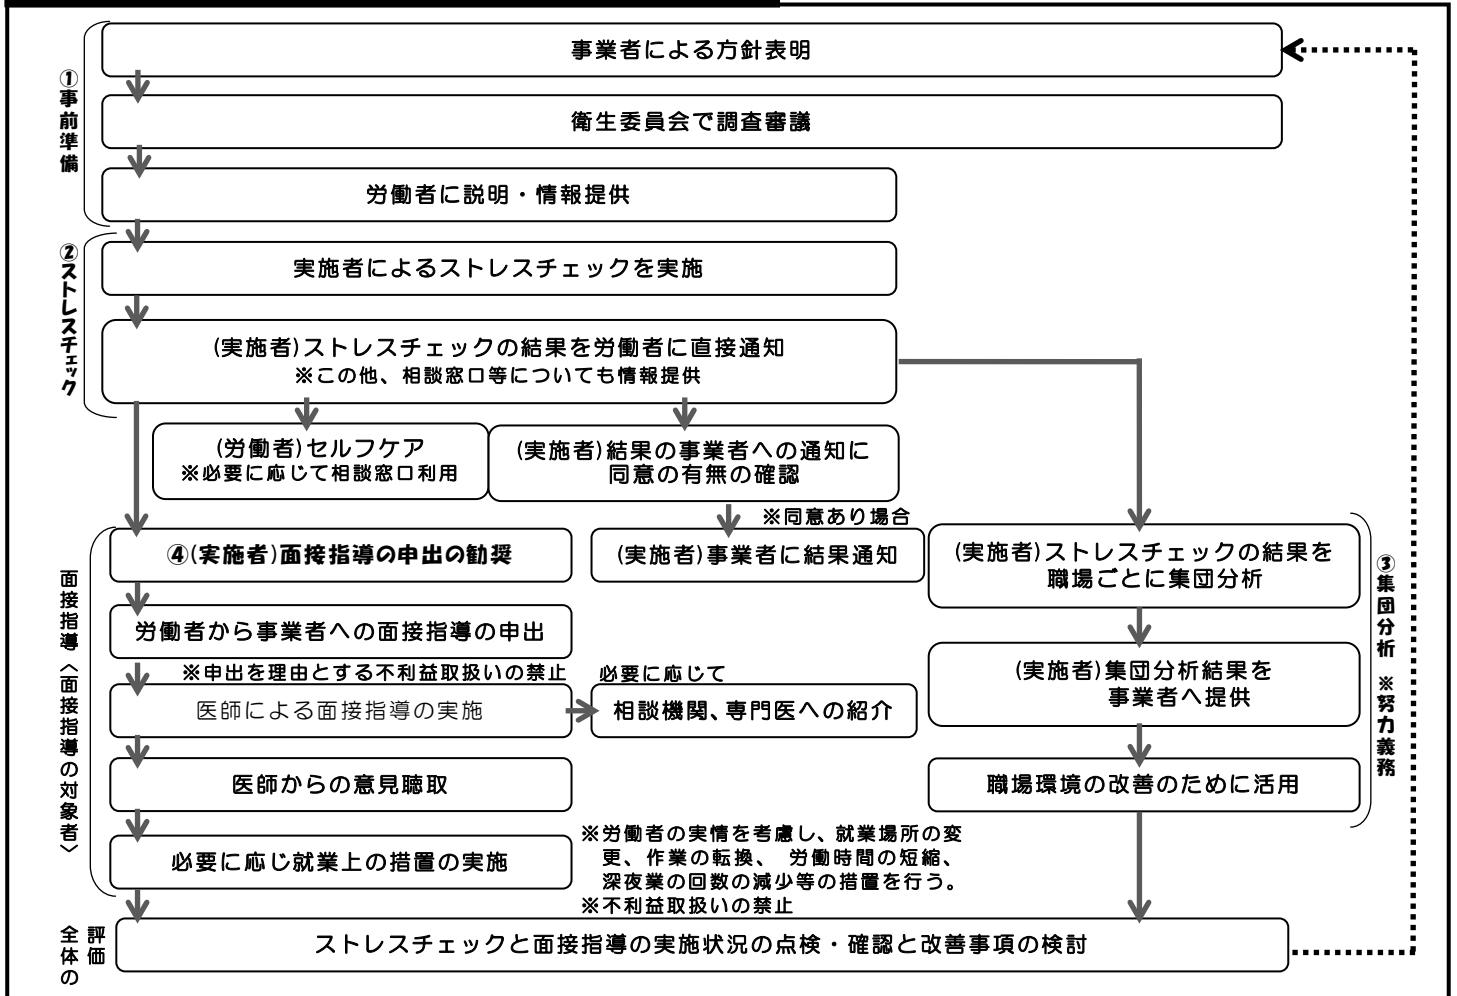 ①事前準備
事業者による方針表明
衛生委員会で調査審議
労働者に説明・情報提供
②ストレスチェック
実施者によるストレスチェックを実施
(実施者)ストレスチェックの結果を労働者に直接通知
※この他、相談窓口等についても情報提供
(労働者)セルフケア
※必要に応じて相談窓口利用
(実施者)結果の事業者への通知に
同意の有無の確認
※同意あり場合
(実施者)事業者に結果通知
面接指導〈面接指導の対象者〉
④(実施者)面接指導の申出の勧奨
労働者から事業者への面接指導の申出
※申出を理由とする不利益取扱いの禁止
医師による面接指導の実施
必要に応じて
相談機関、専門医への紹介
医師からの意見聴取
必要に応じ就業上の措置の実施
※労働者の実情を考慮し、就業場所の変
更、作業の転換、 労働時間の短縮、
深夜業の回数の減少等の措置を行う。
※不利益取扱いの禁止
③集団分析 ※努力義務
(実施者)ストレスチェックの結果を
職場ごとに集団分析
(実施者)集団分析結果を
事業者へ提供
職場環境の改善のために活用
全体の
評価
ストレスチェックと面接指導の実施状況の点検・確認と改善事項の検討